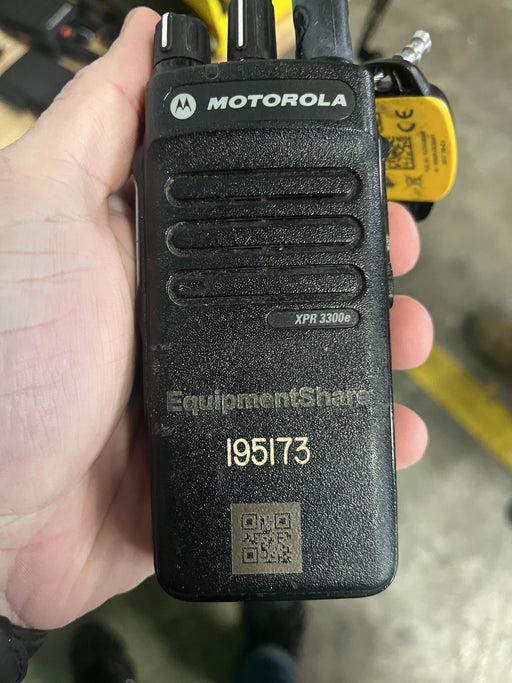 MOTOROLA
XPR 3300e
EquipmentShare
195173